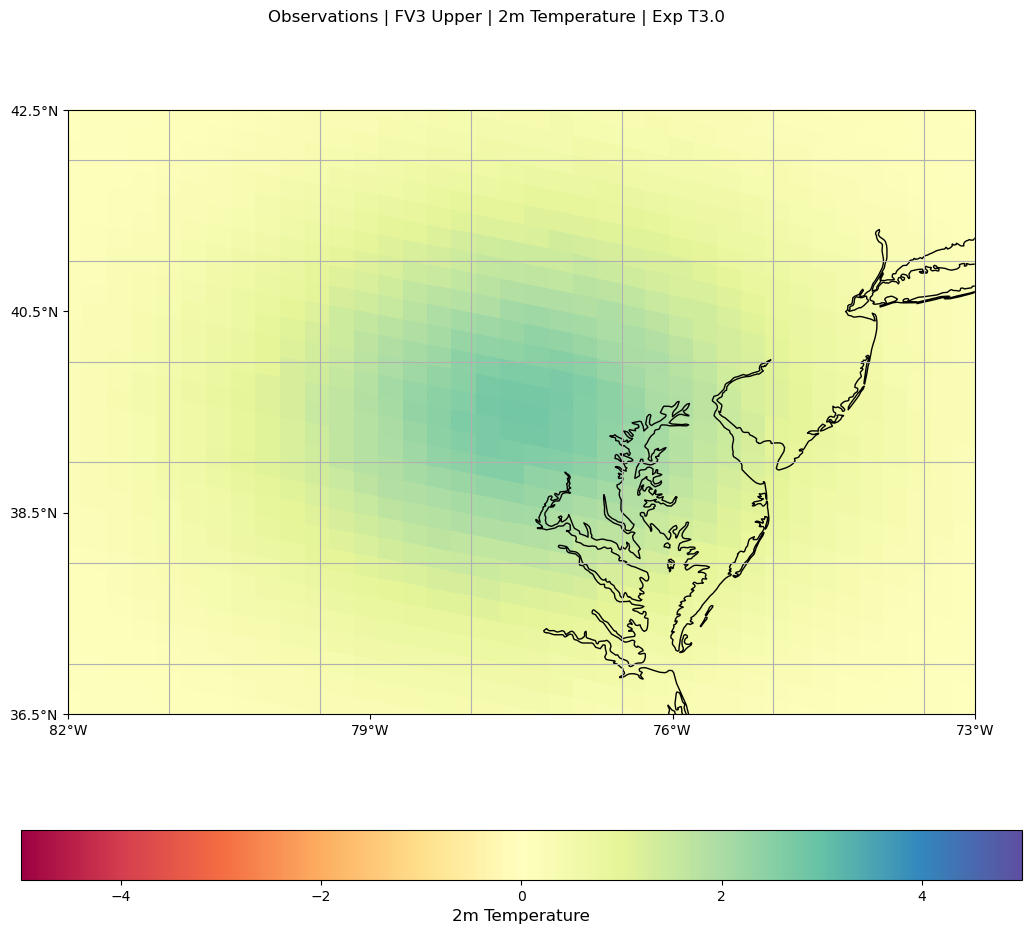 Observations | FV3 Upper | 2m Temperature | Exp T3.0
42.5°N
40.5°N
38.5°N
36.5°N
82°W 79°W 76°W 73°W
−4 −2 0 2 4
2m Temperature